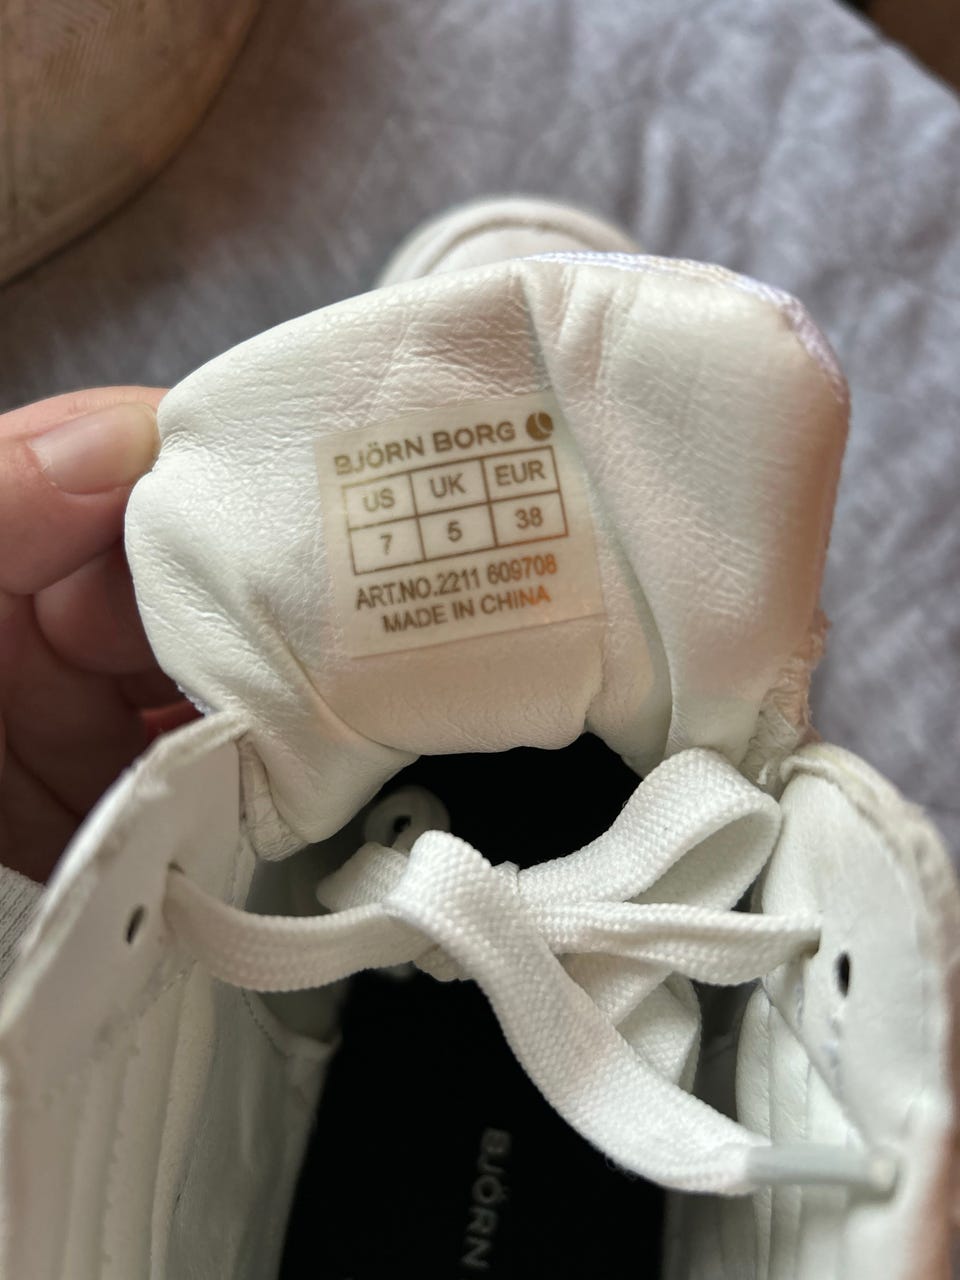 BJÖRN BORG
US UK EUR
7 5 38
ART.NO.2211 609708
MADE IN CHINA
BJÖRN